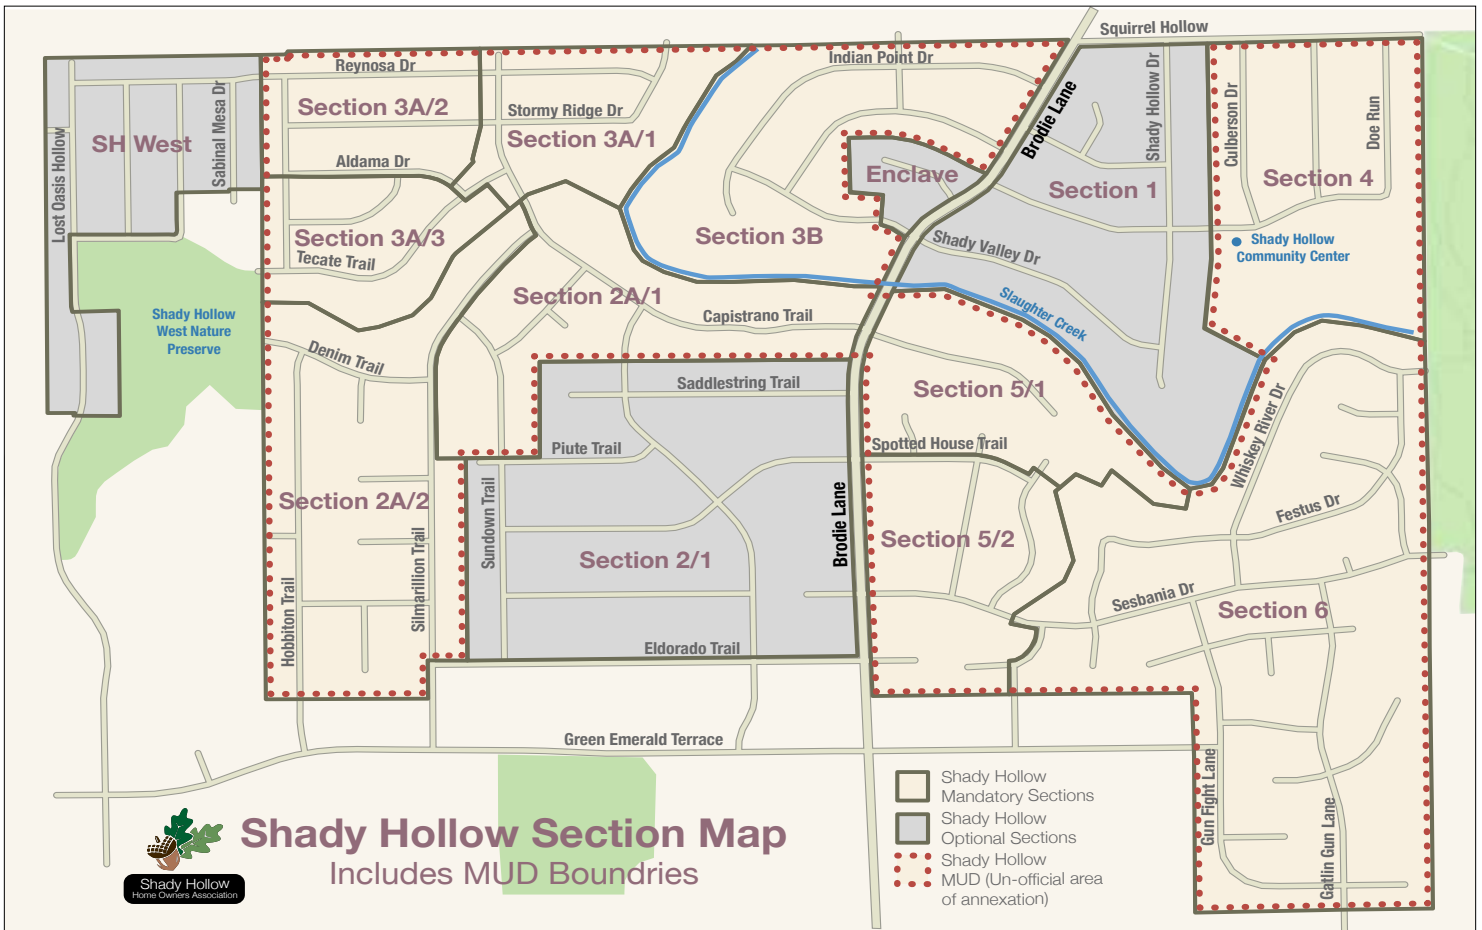 Squirrel Hollow
Reynosa Dr
Indian Point Dr
Brodie Lane
Shady Hollow Dr
Culberson Dr
Doe Run
Section 3A/2
Stormy Ridge Dr
Section 3A/1
SH West
Sabinal Mesa Dr
Lost Oasis Hollow
Aldama Dr
Enclave
Section 1
Section 4
Section 3A/3
Tecate Trail
Section 3B
Shady Valley Dr
Shady Hollow
Community Center
Section 2A/1
Slaughter Creek
Capistrano Trail
Shady Hollow
West Nature
Preserve
Denim Trail
Saddlestring Trail
Section 5/1
Whiskey River Dr
Piute Trail
Spotted House Trail
Section 2A/2
Sundown Trail
Brodie Lane
Festus Dr
Section 5/2
Section 2/1
Silmarillion Trail
Hobbiton Trail
Sesbania Dr
Section 6
Eldorado Trail
Green Emerald Terrace
Gun Fight Lane
Gatlin Gun Lane
Shady Hollow
Mandatory Sections
Shady Hollow
Optional Sections
Shady Hollow
MUD (Un-official area
of annexation)
Shady Hollow Section Map
Includes MUD Boundries
Shady Hollow
Home Owners Association